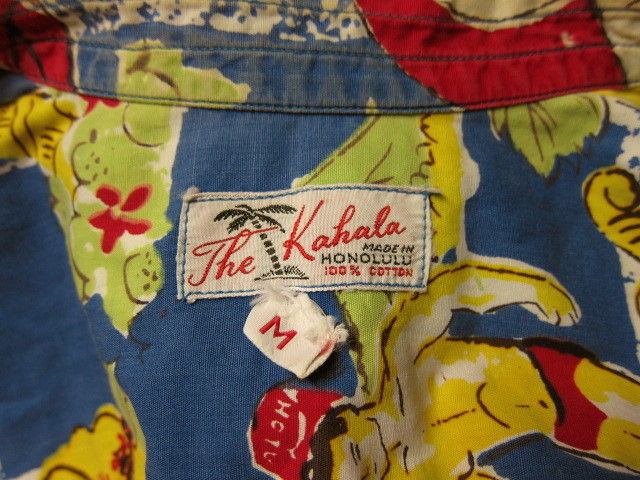 The Kahala
MADE IN
HONOLULU
100% COTTON
M